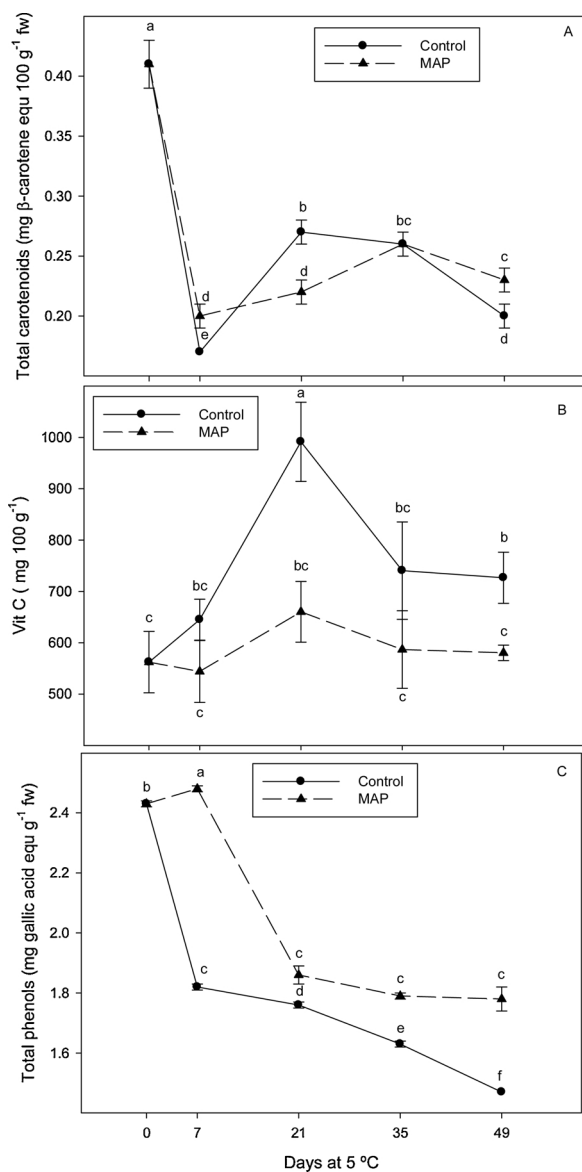 A
Control
MAP
a
Total carotenoids (mg β-carotene equ 100 g⁻¹ fw)
0.40
0.35
0.30
0.25
0.20
b
bc
d
d
c
e
d
B
Control
MAP
a
Vit C ( mg 100 g⁻¹)
1000
900
800
700
600
500
bc
b
bc
bc
c
c
c
c
C
Control
MAP
a
b
Total phenols (mg gallic acid equ g⁻¹ fw)
2.4
2.2
2.0
1.8
1.6
c
c
c
c
d
e
f
0 7 21 35 49
Days at 5 ºC